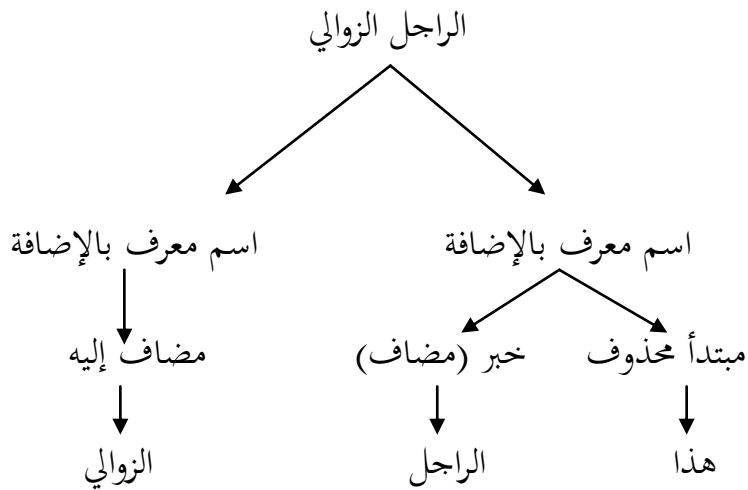 الراجل الزوالي
اسم معرف بالإضافة
اسم معرف بالإضافة
مبتدأ محذوف
خبر (مضاف)
مضاف إليه
هذا
الراجل
الزوالي